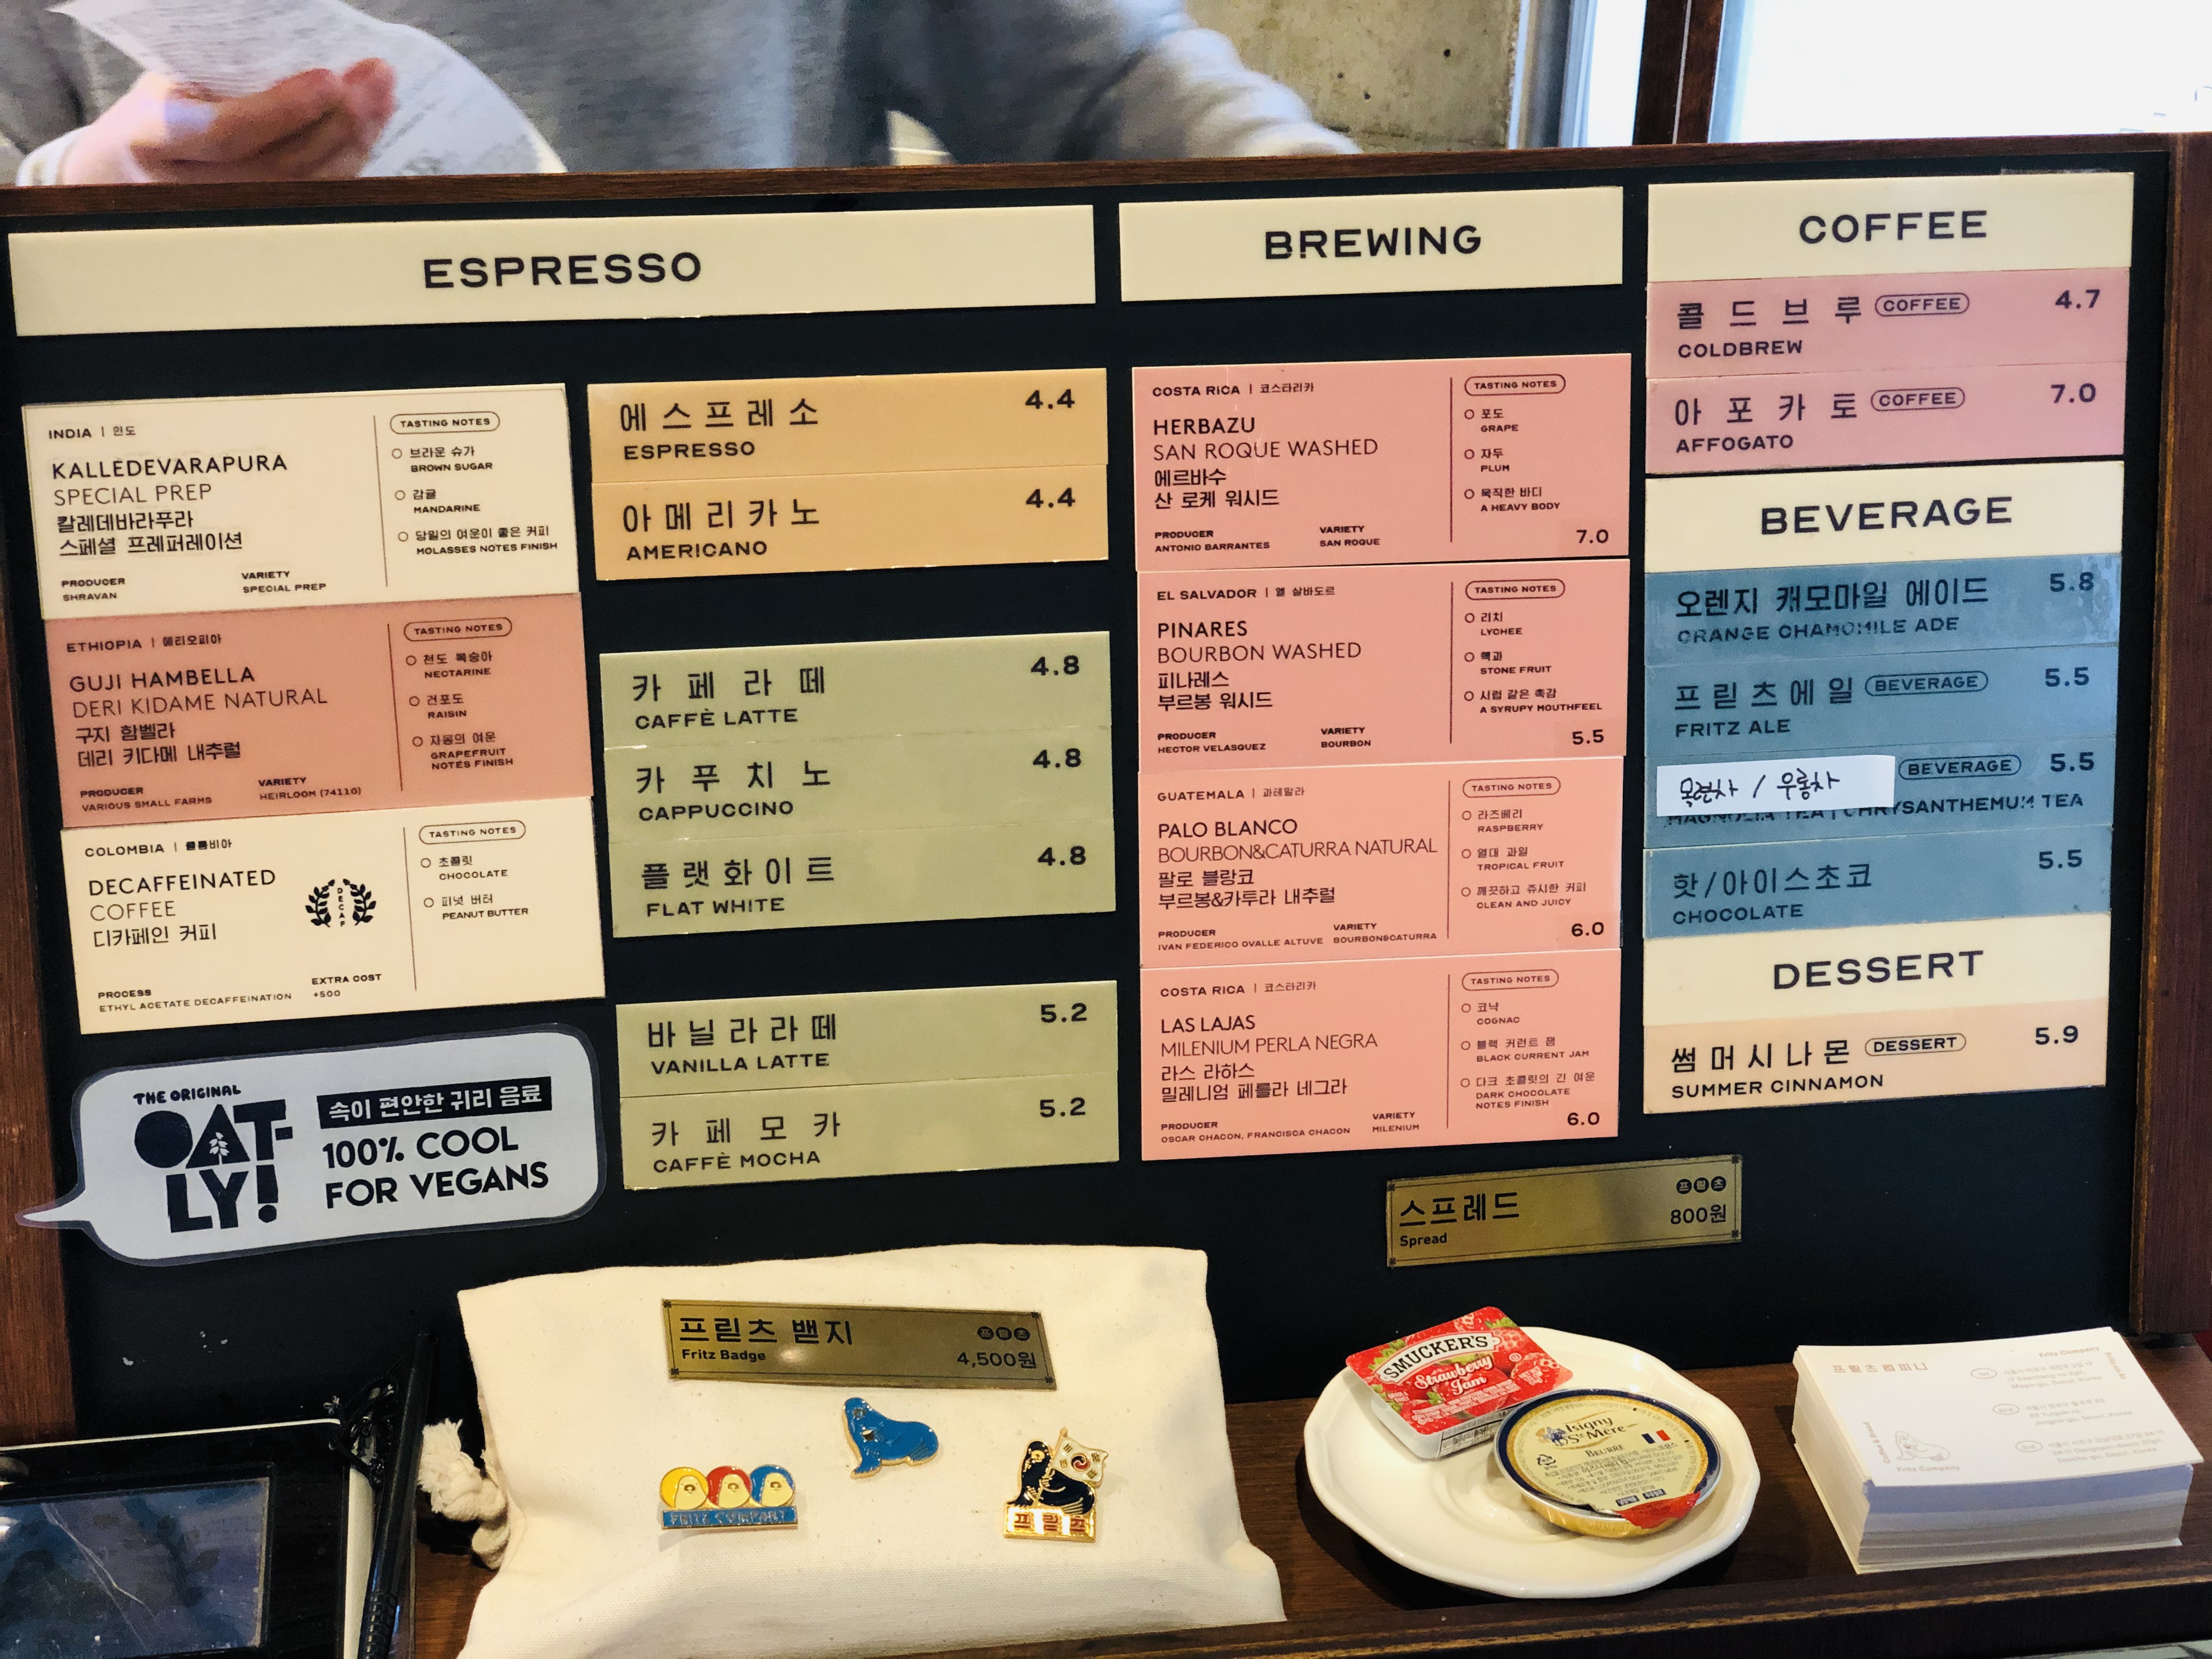 ESPRESSO
INDIA | 인도
KALLEDEVARAPURA
SPECIAL PREP
칼레데바라푸라
스페셜 프레퍼레이션
PRODUCER
SHRAVAN
VARIETY
SPECIAL PREP
TASTING NOTES
브라운 슈가
BROWN SUGAR
감귤
MANDARINE
당밀의 여운이 좋은 커피
MOLASSES NOTES FINISH
ETHIOPIA | 에티오피아
GUJI HAMBELLA
DERI KIDAME NATURAL
구지 함벨라
데리 키다메 내추럴
PRODUCER
VARIOUS SMALL FARMS
VARIETY
HEIRLOOM (74110)
TASTING NOTES
천도 복숭아
NECTARINE
건포도
RAISIN
자몽의 여운
GRAPEFRUIT
NOTES FINISH
COLOMBIA | 콜롬비아
DECAFFEINATED
COFFEE
디카페인 커피
DECAF
PROCESS
ETHYL ACETATE DECAFFEINATION
EXTRA COST
+500
TASTING NOTES
초콜릿
CHOCOLATE
피넛 버터
PEANUT BUTTER
THE ORIGINAL
OAT-
LY!
속이 편안한 귀리 음료
100% COOL
FOR VEGANS
에스프레소 4.4
ESPRESSO
아메리카노 4.4
AMERICANO
카페라떼 4.8
CAFFÈ LATTE
카푸치노 4.8
CAPPUCCINO
플랫화이트 4.8
FLAT WHITE
바닐라라떼 5.2
VANILLA LATTE
카페모카 5.2
CAFFÈ MOCHA
BREWING
COSTA RICA | 코스타리카
HERBAZU
SAN ROQUE WASHED
에르바수
산 로케 워시드
PRODUCER
ANTONIO BARRANTES
VARIETY
SAN ROQUE
TASTING NOTES
포도
GRAPE
자두
PLUM
묵직한 바디
A HEAVY BODY
7.0
EL SALVADOR | 엘 살바도르
PINARES
BOURBON WASHED
피나레스
부르봉 워시드
PRODUCER
HECTOR VELASQUEZ
VARIETY
BOURBON
TASTING NOTES
리치
LYCHEE
핵과
STONE FRUIT
시럽 같은 촉감
A SYRUPY MOUTHFEEL
5.5
GUATEMALA | 과테말라
PALO BLANCO
BOURBON&CATURRA NATURAL
팔로 블랑코
부르봉&카투라 내추럴
PRODUCER
IVAN FEDERICO OVALLE ALTUVE
VARIETY
BOURBON&CATURRA
TASTING NOTES
라즈베리
RASPBERRY
열대 과일
TROPICAL FRUIT
깨끗하고 쥬시한 커피
CLEAN AND JUICY
6.0
COSTA RICA | 코스타리카
LAS LAJAS
MILENIUM PERLA NEGRA
라스 라하스
밀레니엄 페를라 네그라
PRODUCER
OSCAR CHACON, FRANCISCA CHACON
VARIETY
MILENIUM
TASTING NOTES
코냑
COGNAC
블랙 커런트 잼
BLACK CURRENT JAM
다크 초콜릿의 긴 여운
DARK CHOCOLATE
NOTES FINISH
6.0
COFFEE
콜드브루 COFFEE 4.7
COLDBREW
아포카토 COFFEE 7.0
AFFOGATO
BEVERAGE
오렌지 캐모마일 에이드 5.8
ORANGE CHAMOMILE ADE
프릳츠에일 BEVERAGE 5.5
FRITZ ALE
목련차 / 우롱차 BEVERAGE 5.5
MAGNOLIA TEA | CHRYSANTHEMUM TEA
핫/아이스초코 5.5
CHOCOLATE
DESSERT
썸머시나몬 DESSERT 5.9
SUMMER CINNAMON
스프레드 프릳츠
Spread 800원
프릳츠 밷지 프릳츠
Fritz Badge 4,500원
FRITZ COMPANY
프릳츠
SMUCKER'S
Strawberry
Jam
Isigny
Ste Mère
BEURRE
프릳츠컴퍼니
Fritz Company
Fritz Company